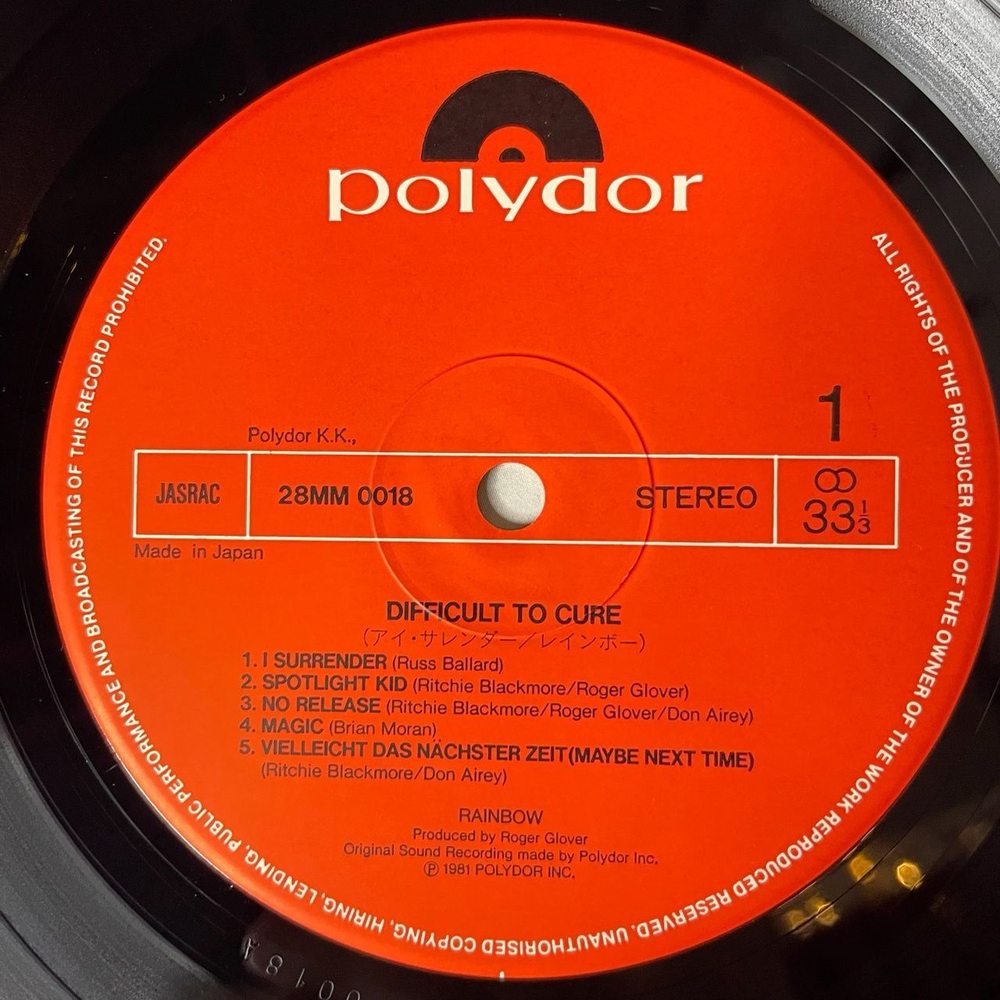 polydor
ALL RIGHTS OF THE PRODUCER AND OF THE OWNER OF THE WORK REPRODUCED RESERVED. UNAUTHORISED COPYING, HIRING, LENDING, PUBLIC PERFORMANCE AND BROADCASTING OF THIS RECORD PROHIBITED.
1
Polydor K.K.,
JASRAC 28MM 0018 STEREO 33 1/3
Made in Japan
DIFFICULT TO CURE
(アイ・サレンダー/レインボー)
1. I SURRENDER (Russ Ballard)
2. SPOTLIGHT KID (Ritchie Blackmore/Roger Glover)
3. NO RELEASE (Ritchie Blackmore/Roger Glover/Don Airey)
4. MAGIC (Brian Moran)
5. VIELLEICHT DAS NÄCHSTER ZEIT(MAYBE NEXT TIME)
(Ritchie Blackmore/Don Airey)
RAINBOW
Produced by Roger Glover
Original Sound Recording made by Polydor Inc.
Ⓟ 1981 POLYDOR INC.